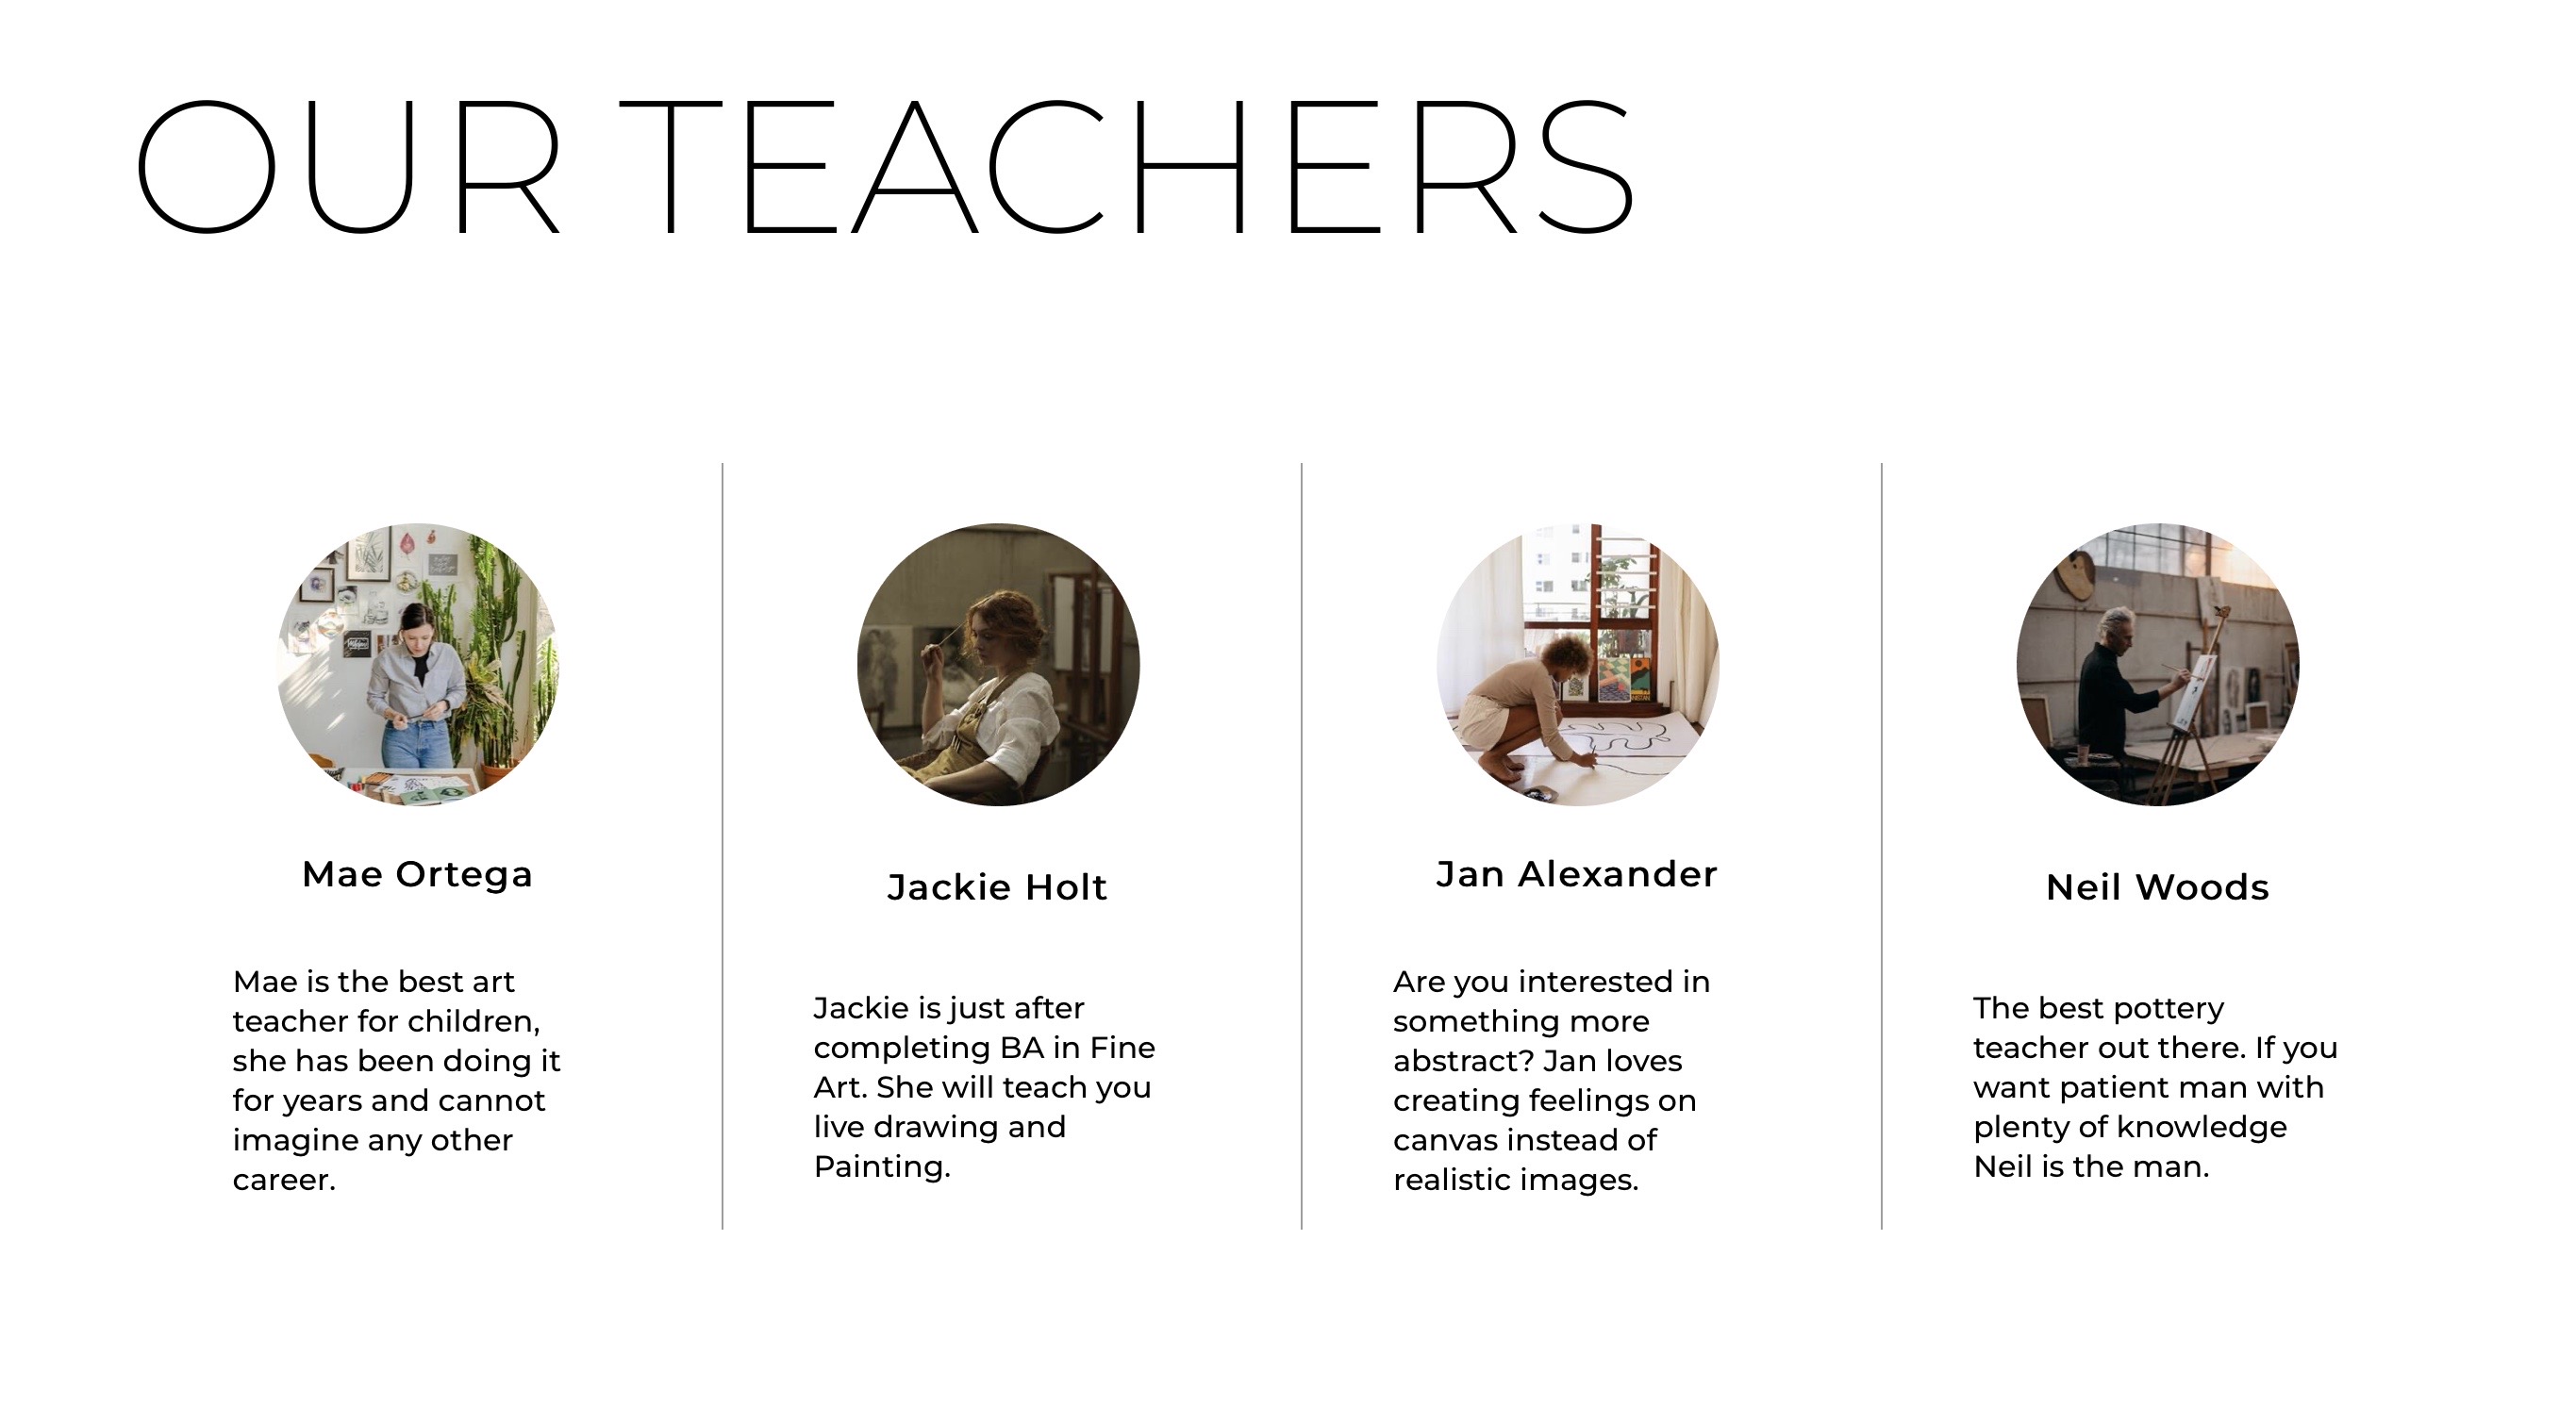 OUR TEACHERS
Mae Ortega
Mae is the best art
teacher for children,
she has been doing it
for years and cannot
imagine any other
career.
Jackie Holt
Jackie is just after
completing BA in Fine
Art. She will teach you
live drawing and
Painting.
Jan Alexander
Are you interested in
something more
abstract? Jan loves
creating feelings on
canvas instead of
realistic images.
Neil Woods
The best pottery
teacher out there. If you
want patient man with
plenty of knowledge
Neil is the man.